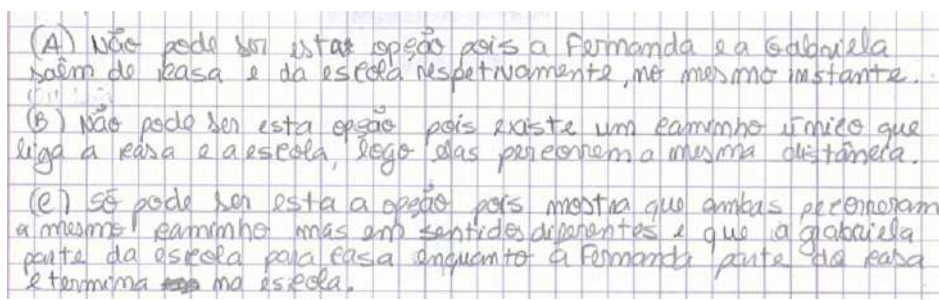 (A) Não pode ser esta opção pois a Fernanda e a Gabriela
saêm de casa e da escola respetivamente, no mesmo instante.
(B) Não pode ser esta opção pois existe um caminho único que
liga a casa e a escola, logo elas percorrem a mesma distância.
(C) Só pode ser esta a opção pois mostra que ambas percorreram
o mesmo caminho mas em sentidos diferentes e que a gabriela
parte da escola para casa enquanto a Fernanda parte da casa
e termina na escola.